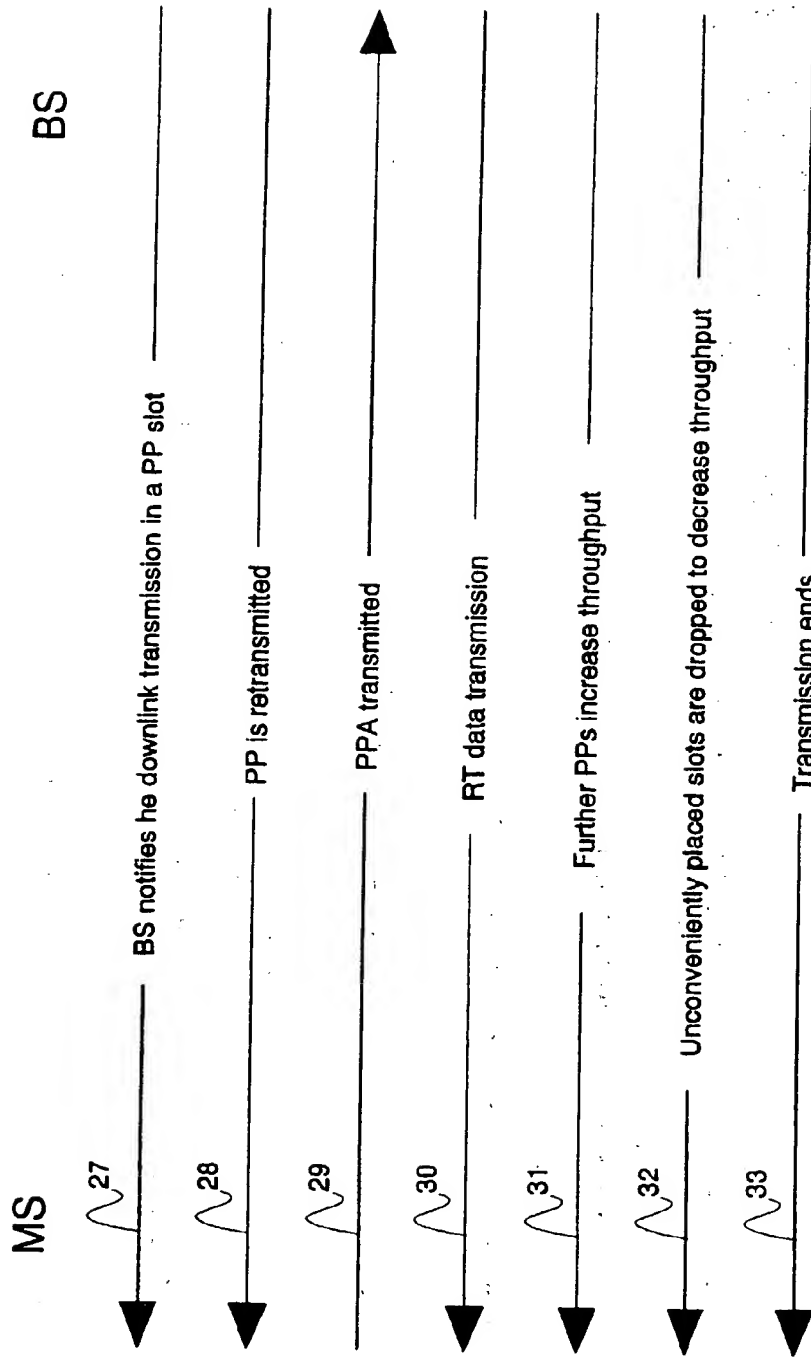 MS
BS
27
BS notifies he downlink transmission in a PP slot
28
PP is retransmitted
29
PPA transmitted
30
RT data transmission
31
Further PPs increase throughput
32
Unconveniently placed slots are dropped to decrease throughput
33
Transmission ends